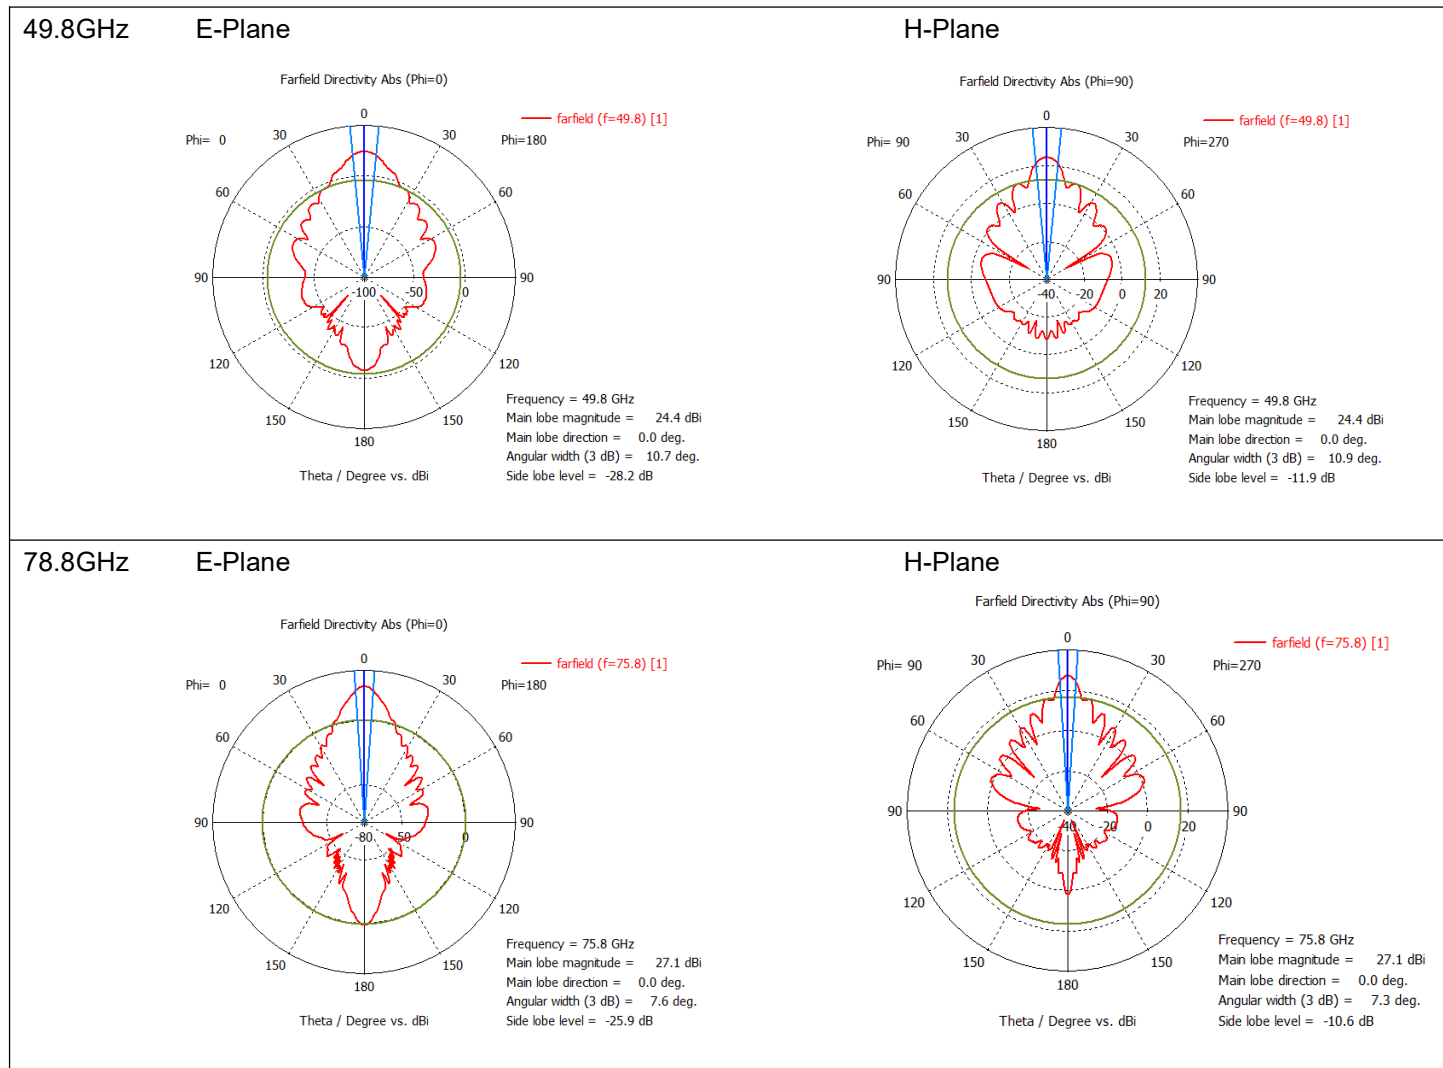 49.8GHz E-Plane H-Plane
Farfield Directivity Abs (Phi=0)
farfield (f=49.8) [1]
Phi= 0 30 0 30 Phi=180
60 60
90 -100 -50 0 90
120 120
150 180 150
Theta / Degree vs. dBi
Frequency = 49.8 GHz
Main lobe magnitude = 24.4 dBi
Main lobe direction = 0.0 deg.
Angular width (3 dB) = 10.7 deg.
Side lobe level = -28.2 dB
Farfield Directivity Abs (Phi=90)
farfield (f=49.8) [1]
Phi= 90 30 0 30 Phi=270
60 60
90 -40 -20 0 20 90
120 120
150 180 150
Theta / Degree vs. dBi
Frequency = 49.8 GHz
Main lobe magnitude = 24.4 dBi
Main lobe direction = 0.0 deg.
Angular width (3 dB) = 10.9 deg.
Side lobe level = -11.9 dB
78.8GHz E-Plane H-Plane
Farfield Directivity Abs (Phi=0)
farfield (f=75.8) [1]
Phi= 0 30 0 30 Phi=180
60 60
90 -80 -50 0 90
120 120
150 180 150
Theta / Degree vs. dBi
Frequency = 75.8 GHz
Main lobe magnitude = 27.1 dBi
Main lobe direction = 0.0 deg.
Angular width (3 dB) = 7.6 deg.
Side lobe level = -25.9 dB
Farfield Directivity Abs (Phi=90)
farfield (f=75.8) [1]
Phi= 90 30 0 30 Phi=270
60 60
90 -40 -20 0 20 90
120 120
150 180 150
Theta / Degree vs. dBi
Frequency = 75.8 GHz
Main lobe magnitude = 27.1 dBi
Main lobe direction = 0.0 deg.
Angular width (3 dB) = 7.3 deg.
Side lobe level = -10.6 dB